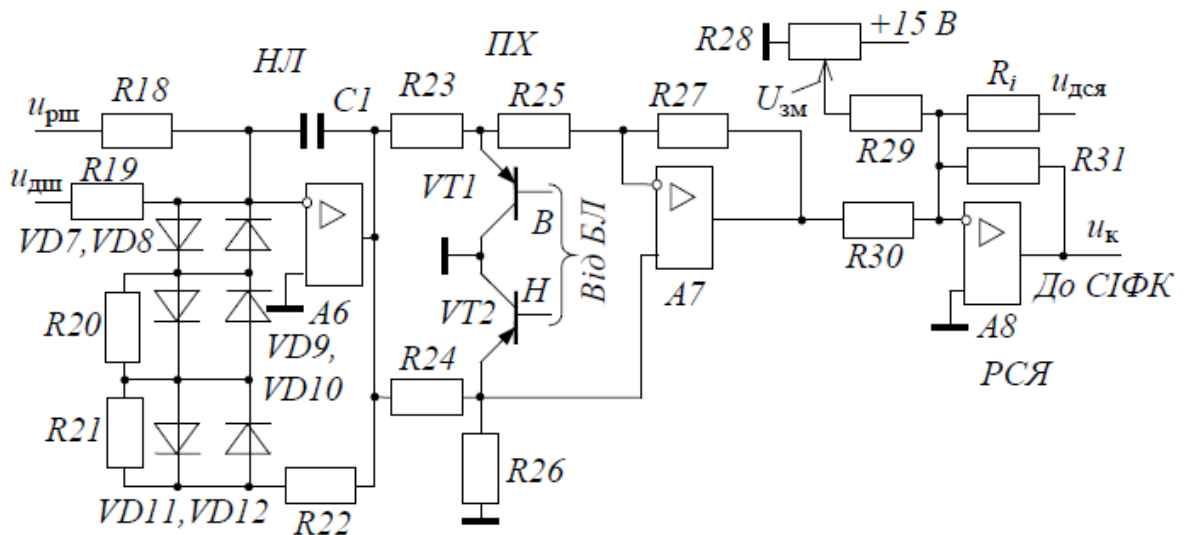 +15 В
R28
ПХ
НЛ
Uзм
Ri
uдся
uрш
R18
C1
R23
R25
R27
R29
R31
uдш
R19
VT1
В
Від БЛ
VD7,VD8
A6
VT2
Н
A7
R30
uк
До СІФК
A8
РСЯ
R20
VD9,
VD10
R24
R21
R26
VD11,VD12
R22